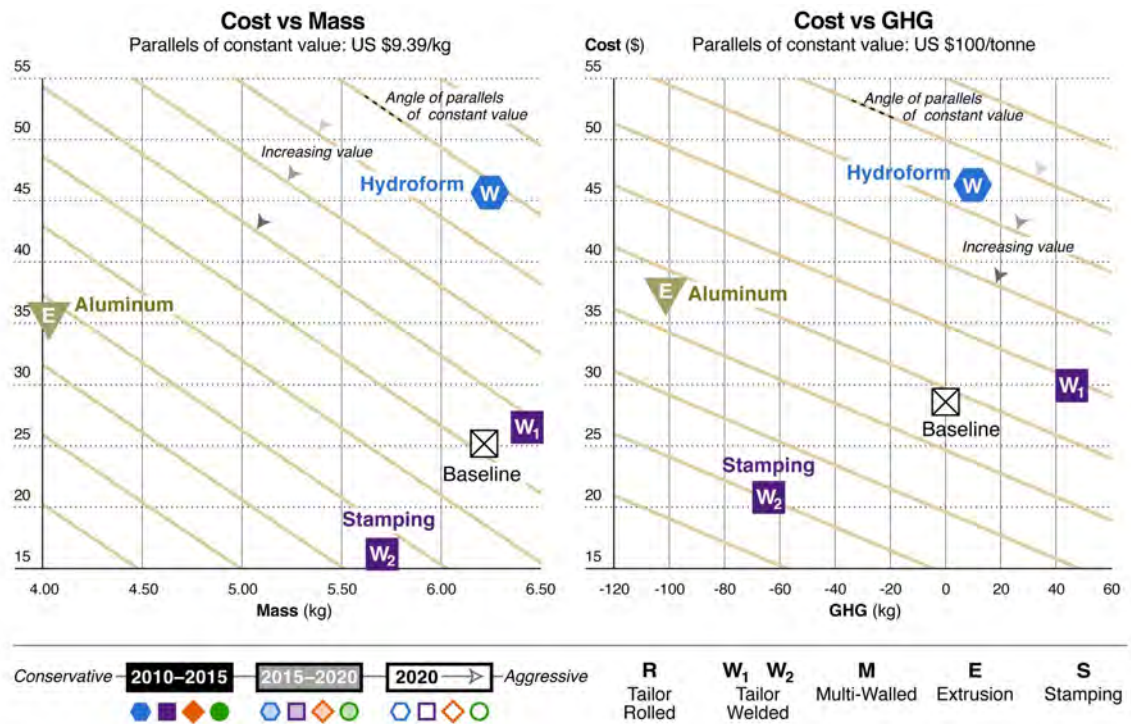 Cost vs Mass
Parallels of constant value: US $9.39/kg
55
50
45
40
35
30
25
20
15
4.00 4.50 5.00 5.50 6.00 6.50
Mass (kg)
Angle of parallels
of constant value
Increasing value
Hydroform W
E Aluminum
W1
Baseline
Stamping
W2
Cost vs GHG
Cost ($) Parallels of constant value: US $100/tonne
55
50
45
40
35
30
25
20
15
-120 -100 -80 -60 -40 -20 0 20 40 60
GHG (kg)
Angle of parallels
of constant value
Hydroform W
Increasing value
E Aluminum
W1
Baseline
Stamping
W2
Conservative 2010–2015 2015–2020 2020 Aggressive
R W1 W2 M E S
Tailor Tailor Multi-Walled Extrusion Stamping
Rolled Welded